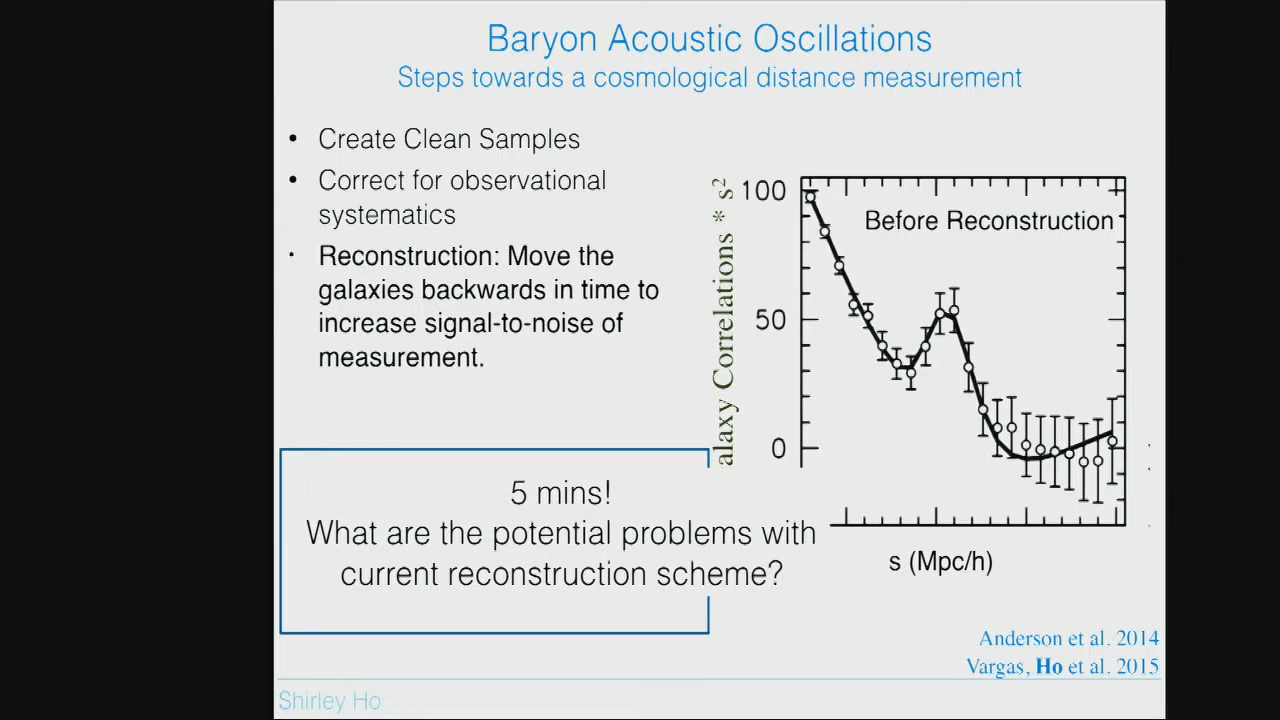 Baryon Acoustic Oscillations
Steps towards a cosmological distance measurement
• Create Clean Samples
• Correct for observational
systematics
· Reconstruction: Move the
galaxies backwards in time to
increase signal-to-noise of
measurement.
alaxy Correlations * s²
100
50
0
Before Reconstruction
s (Mpc/h)
5 mins!
What are the potential problems with
current reconstruction scheme?
Anderson et al. 2014
Vargas, Ho et al. 2015
Shirley Ho